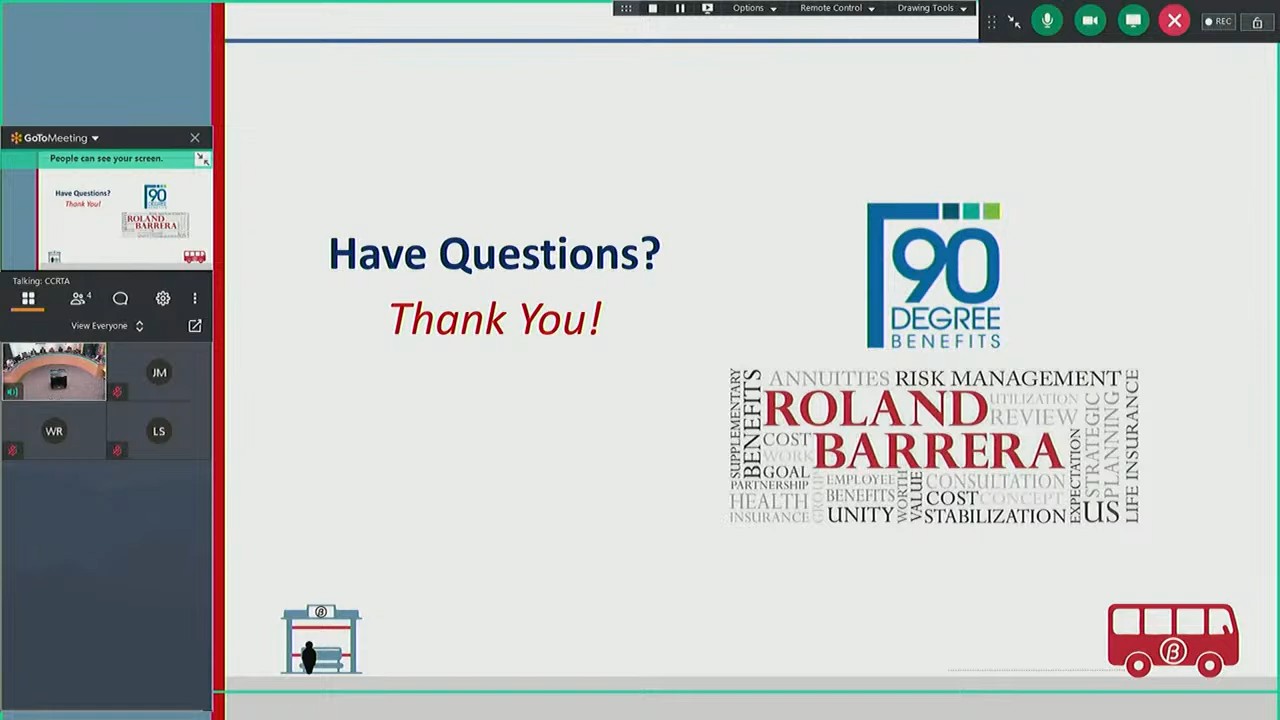 Options
Remote Control
Drawing Tools
REC
GoToMeeting
People can see your screen.
Have Questions?
Thank You!
90
ROLAND
BARRERA
Talking: CCRTA
4
View Everyone
JM
WR
LS
Have Questions?
Thank You!
90
DEGREE
BENEFITS
SUPPLEMENTARY
BENEFITS
ANNUITIES RISK MANAGEMENT
ROLAND
UTILIZATION
REVIEW
COST
WORK
BARRERA
GOAL
PARTNERSHIP
HEALTH
INSURANCE
GROUP
EMPLOYEE
BENEFITS
UNITY
WORTH
VALUE
CONSULTATION
COST CONCEPT
STABILIZATION
EXPECTATION
STRATEGIC
US PLANNING
LIFE INSURANCE
β
β